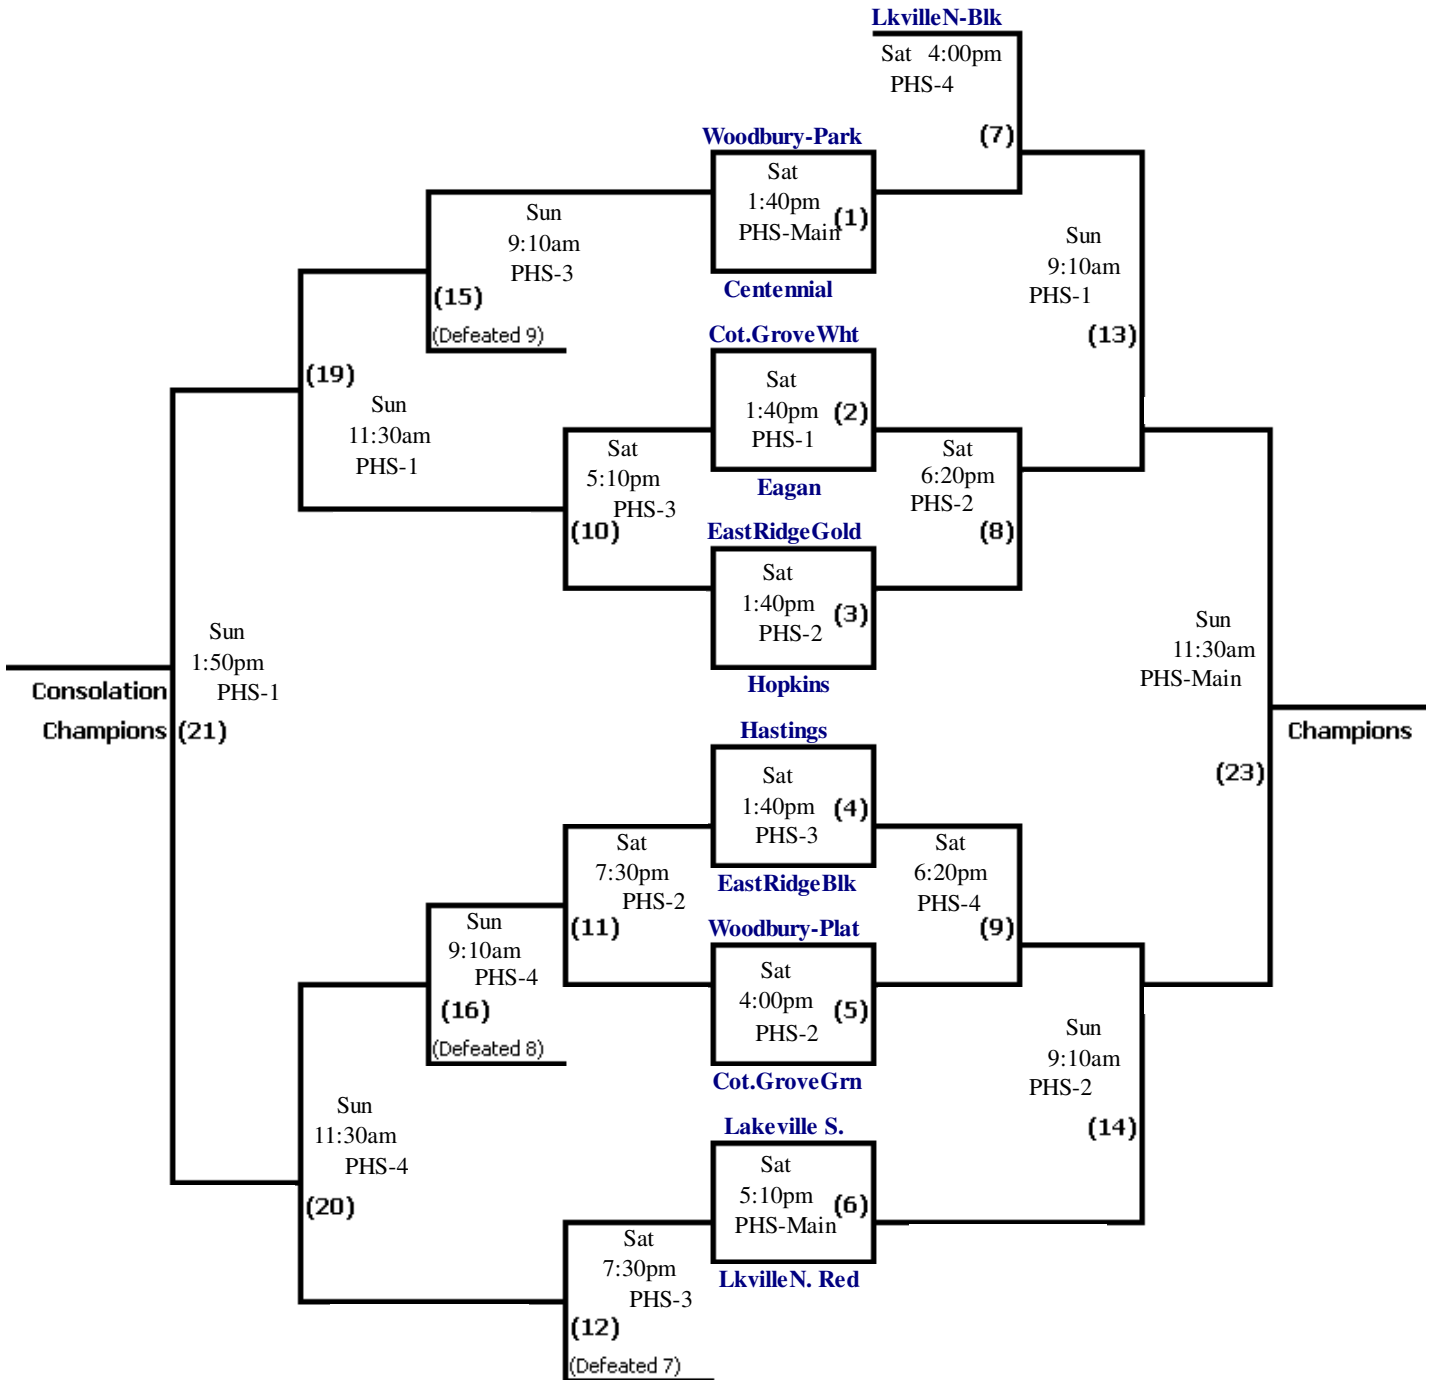 LkvilleN-Blk
Sat 4:00pm
PHS-4
(7)
Woodbury-Park
Sat
1:40pm
PHS-Main
(1)
Centennial
Sun
9:10am
PHS-3
(15)
(Defeated 9)
Sun
9:10am
PHS-1
(13)
Cot.GroveWht
Sat
1:40pm
(2)
PHS-1
Eagan
(19)
Sun
11:30am
PHS-1
Sat
5:10pm
PHS-3
(10)
Sat
6:20pm
PHS-2
(8)
EastRidgeGold
Sat
1:40pm
(3)
PHS-2
Hopkins
Sun
1:50pm
PHS-1
Consolation
Champions
(21)
Sun
11:30am
PHS-Main
Champions
(23)
Hastings
Sat
1:40pm
(4)
PHS-3
EastRidgeBlk
Sat
7:30pm
PHS-2
(11)
Sat
6:20pm
PHS-4
(9)
Woodbury-Plat
Sat
4:00pm
(5)
PHS-2
Cot.GroveGrn
Sun
9:10am
PHS-4
(16)
(Defeated 8)
Sun
9:10am
PHS-2
(14)
Sun
11:30am
PHS-4
(20)
Lakeville S.
Sat
5:10pm
(6)
PHS-Main
LkvilleN. Red
Sat
7:30pm
PHS-3
(12)
(Defeated 7)